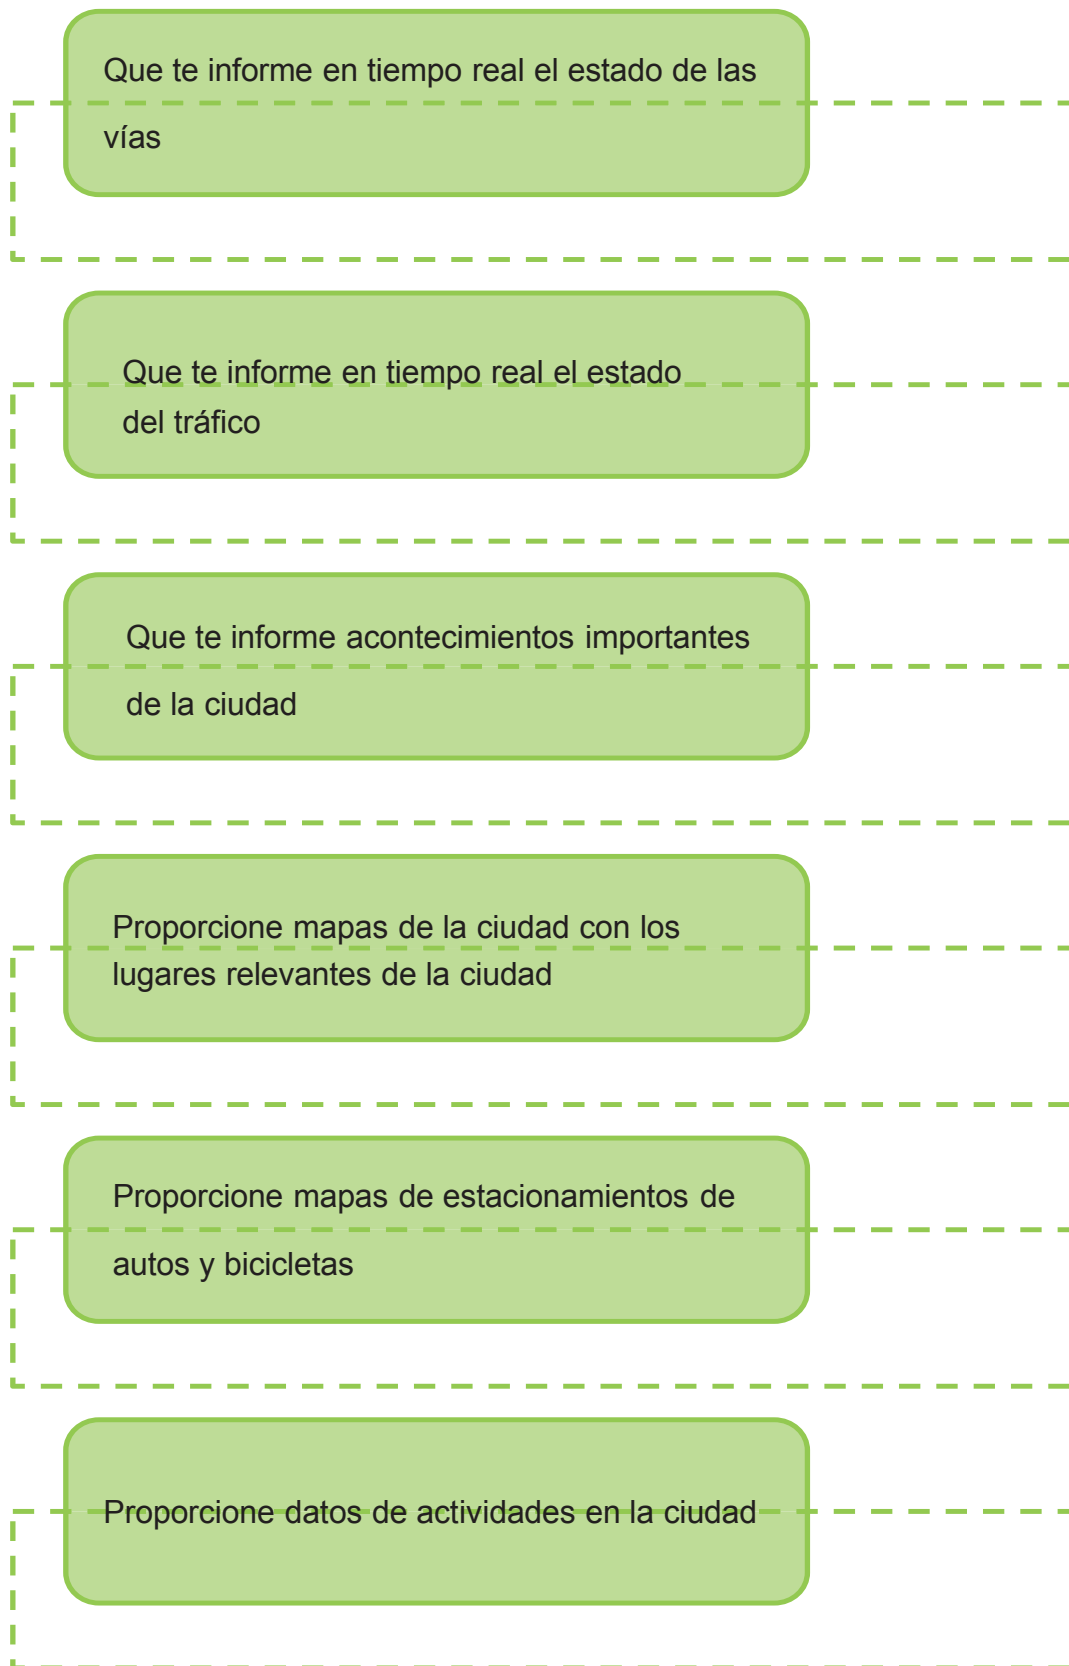 Que te informe en tiempo real el estado de las
vías
Que te informe en tiempo real el estado
del tráfico
Que te informe acontecimientos importantes
de la ciudad
Proporcione mapas de la ciudad con los
lugares relevantes de la ciudad
Proporcione mapas de estacionamientos de
autos y bicicletas
Proporcione datos de actividades en la ciudad